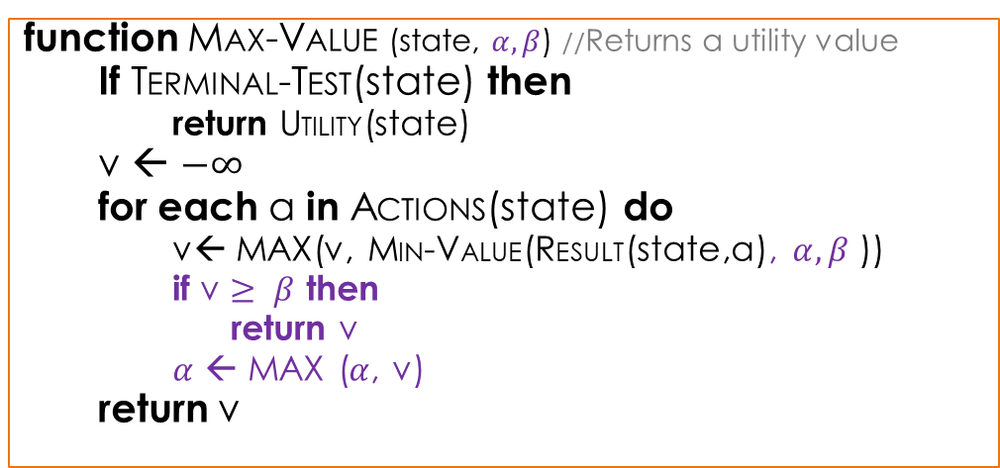 function MAX-VALUE (state, α,β) //Returns a utility value
If TERMINAL-TEST(state) then
return UTILITY(state)
v ← −∞
for each a in ACTIONS(state) do
v← MAX(v, MIN-VALUE(RESULT(state,a), α,β ))
if v ≥ β then
return v
α ← MAX (α, v)
return v